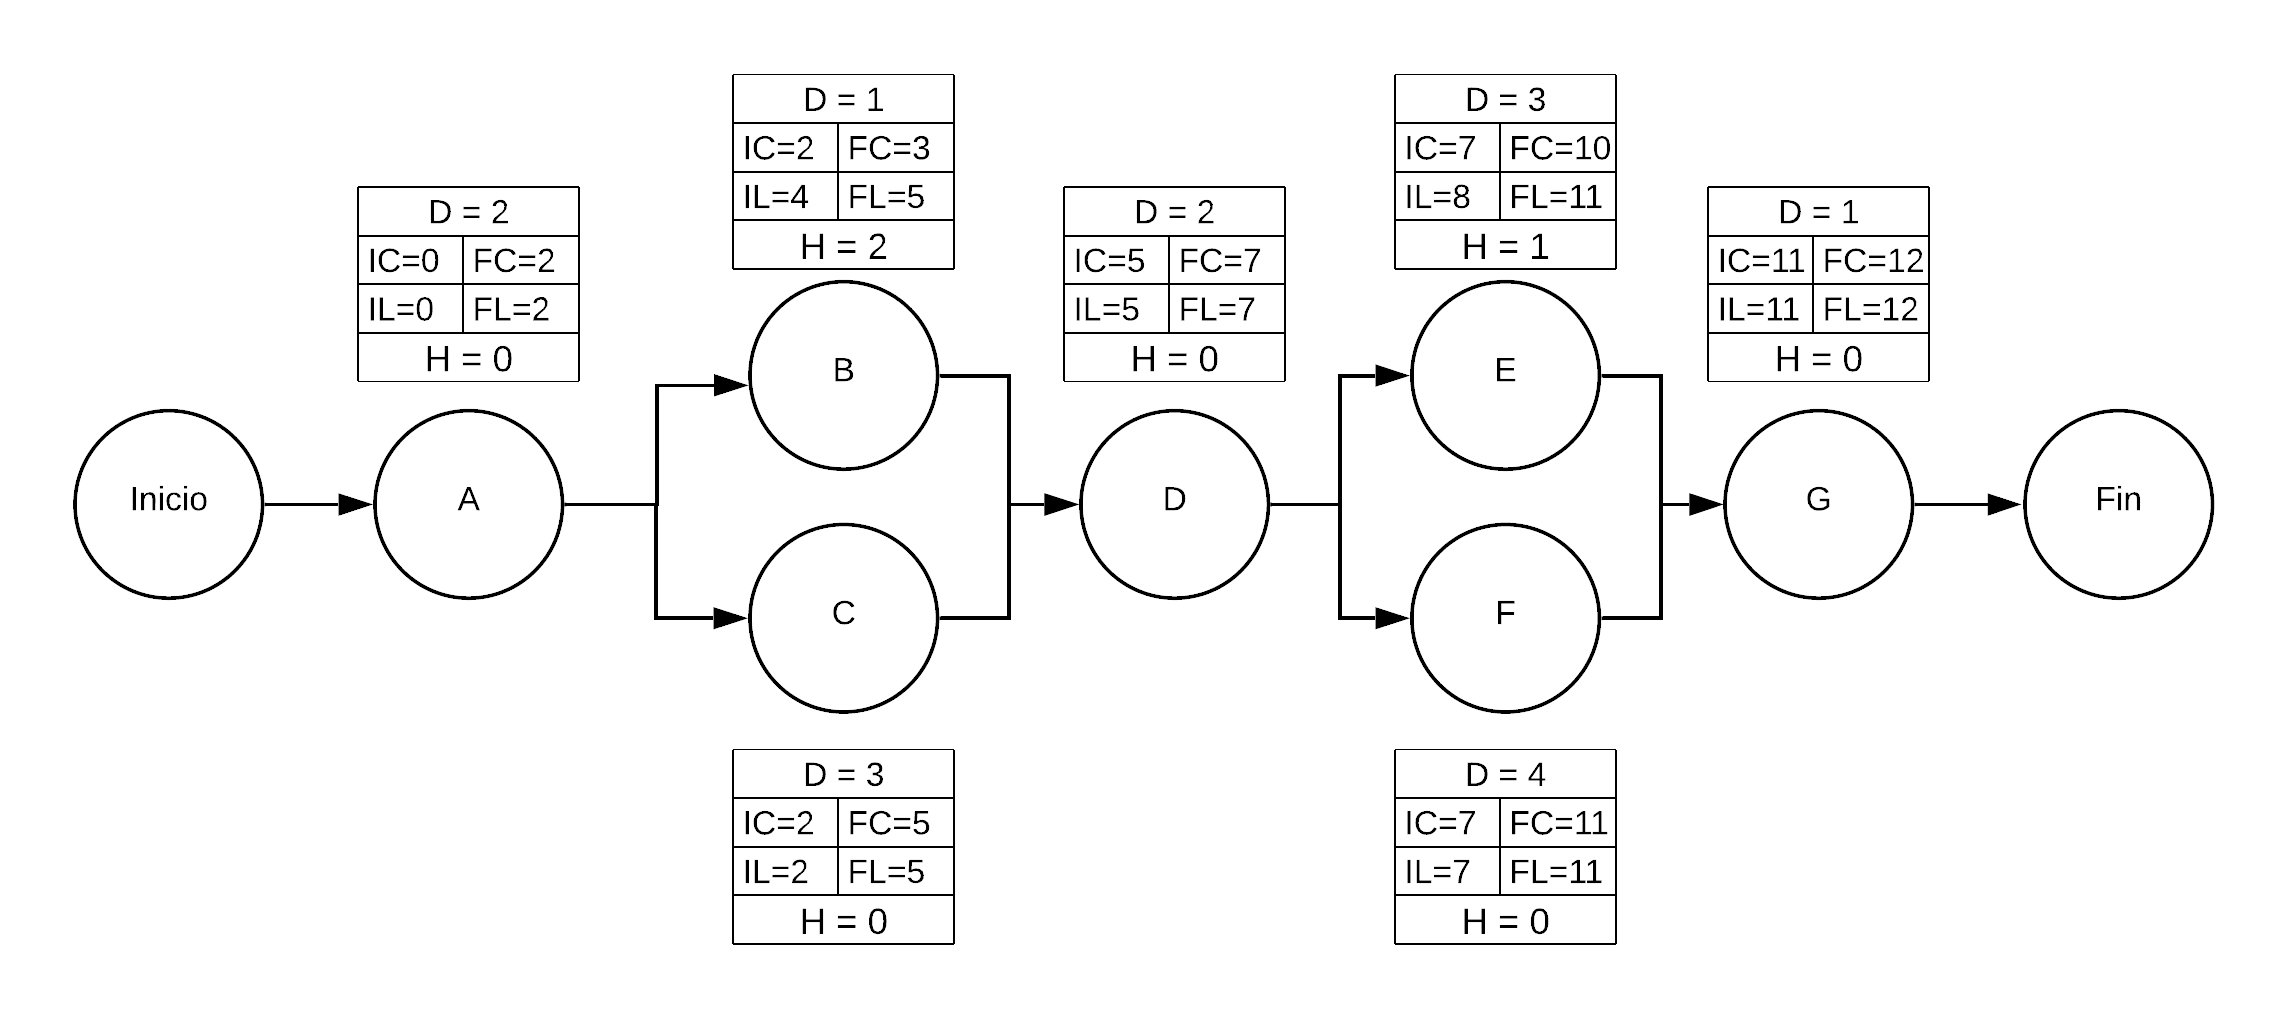 D = 2
IC=0 FC=2
IL=0 FL=2
H = 0
D = 1
IC=2 FC=3
IL=4 FL=5
H = 2
D = 2
IC=5 FC=7
IL=5 FL=7
H = 0
D = 3
IC=7 FC=10
IL=8 FL=11
H = 1
D = 1
IC=11 FC=12
IL=11 FL=12
H = 0
Inicio
A
B
C
D
E
F
G
Fin
D = 3
IC=2 FC=5
IL=2 FL=5
H = 0
D = 4
IC=7 FC=11
IL=7 FL=11
H = 0